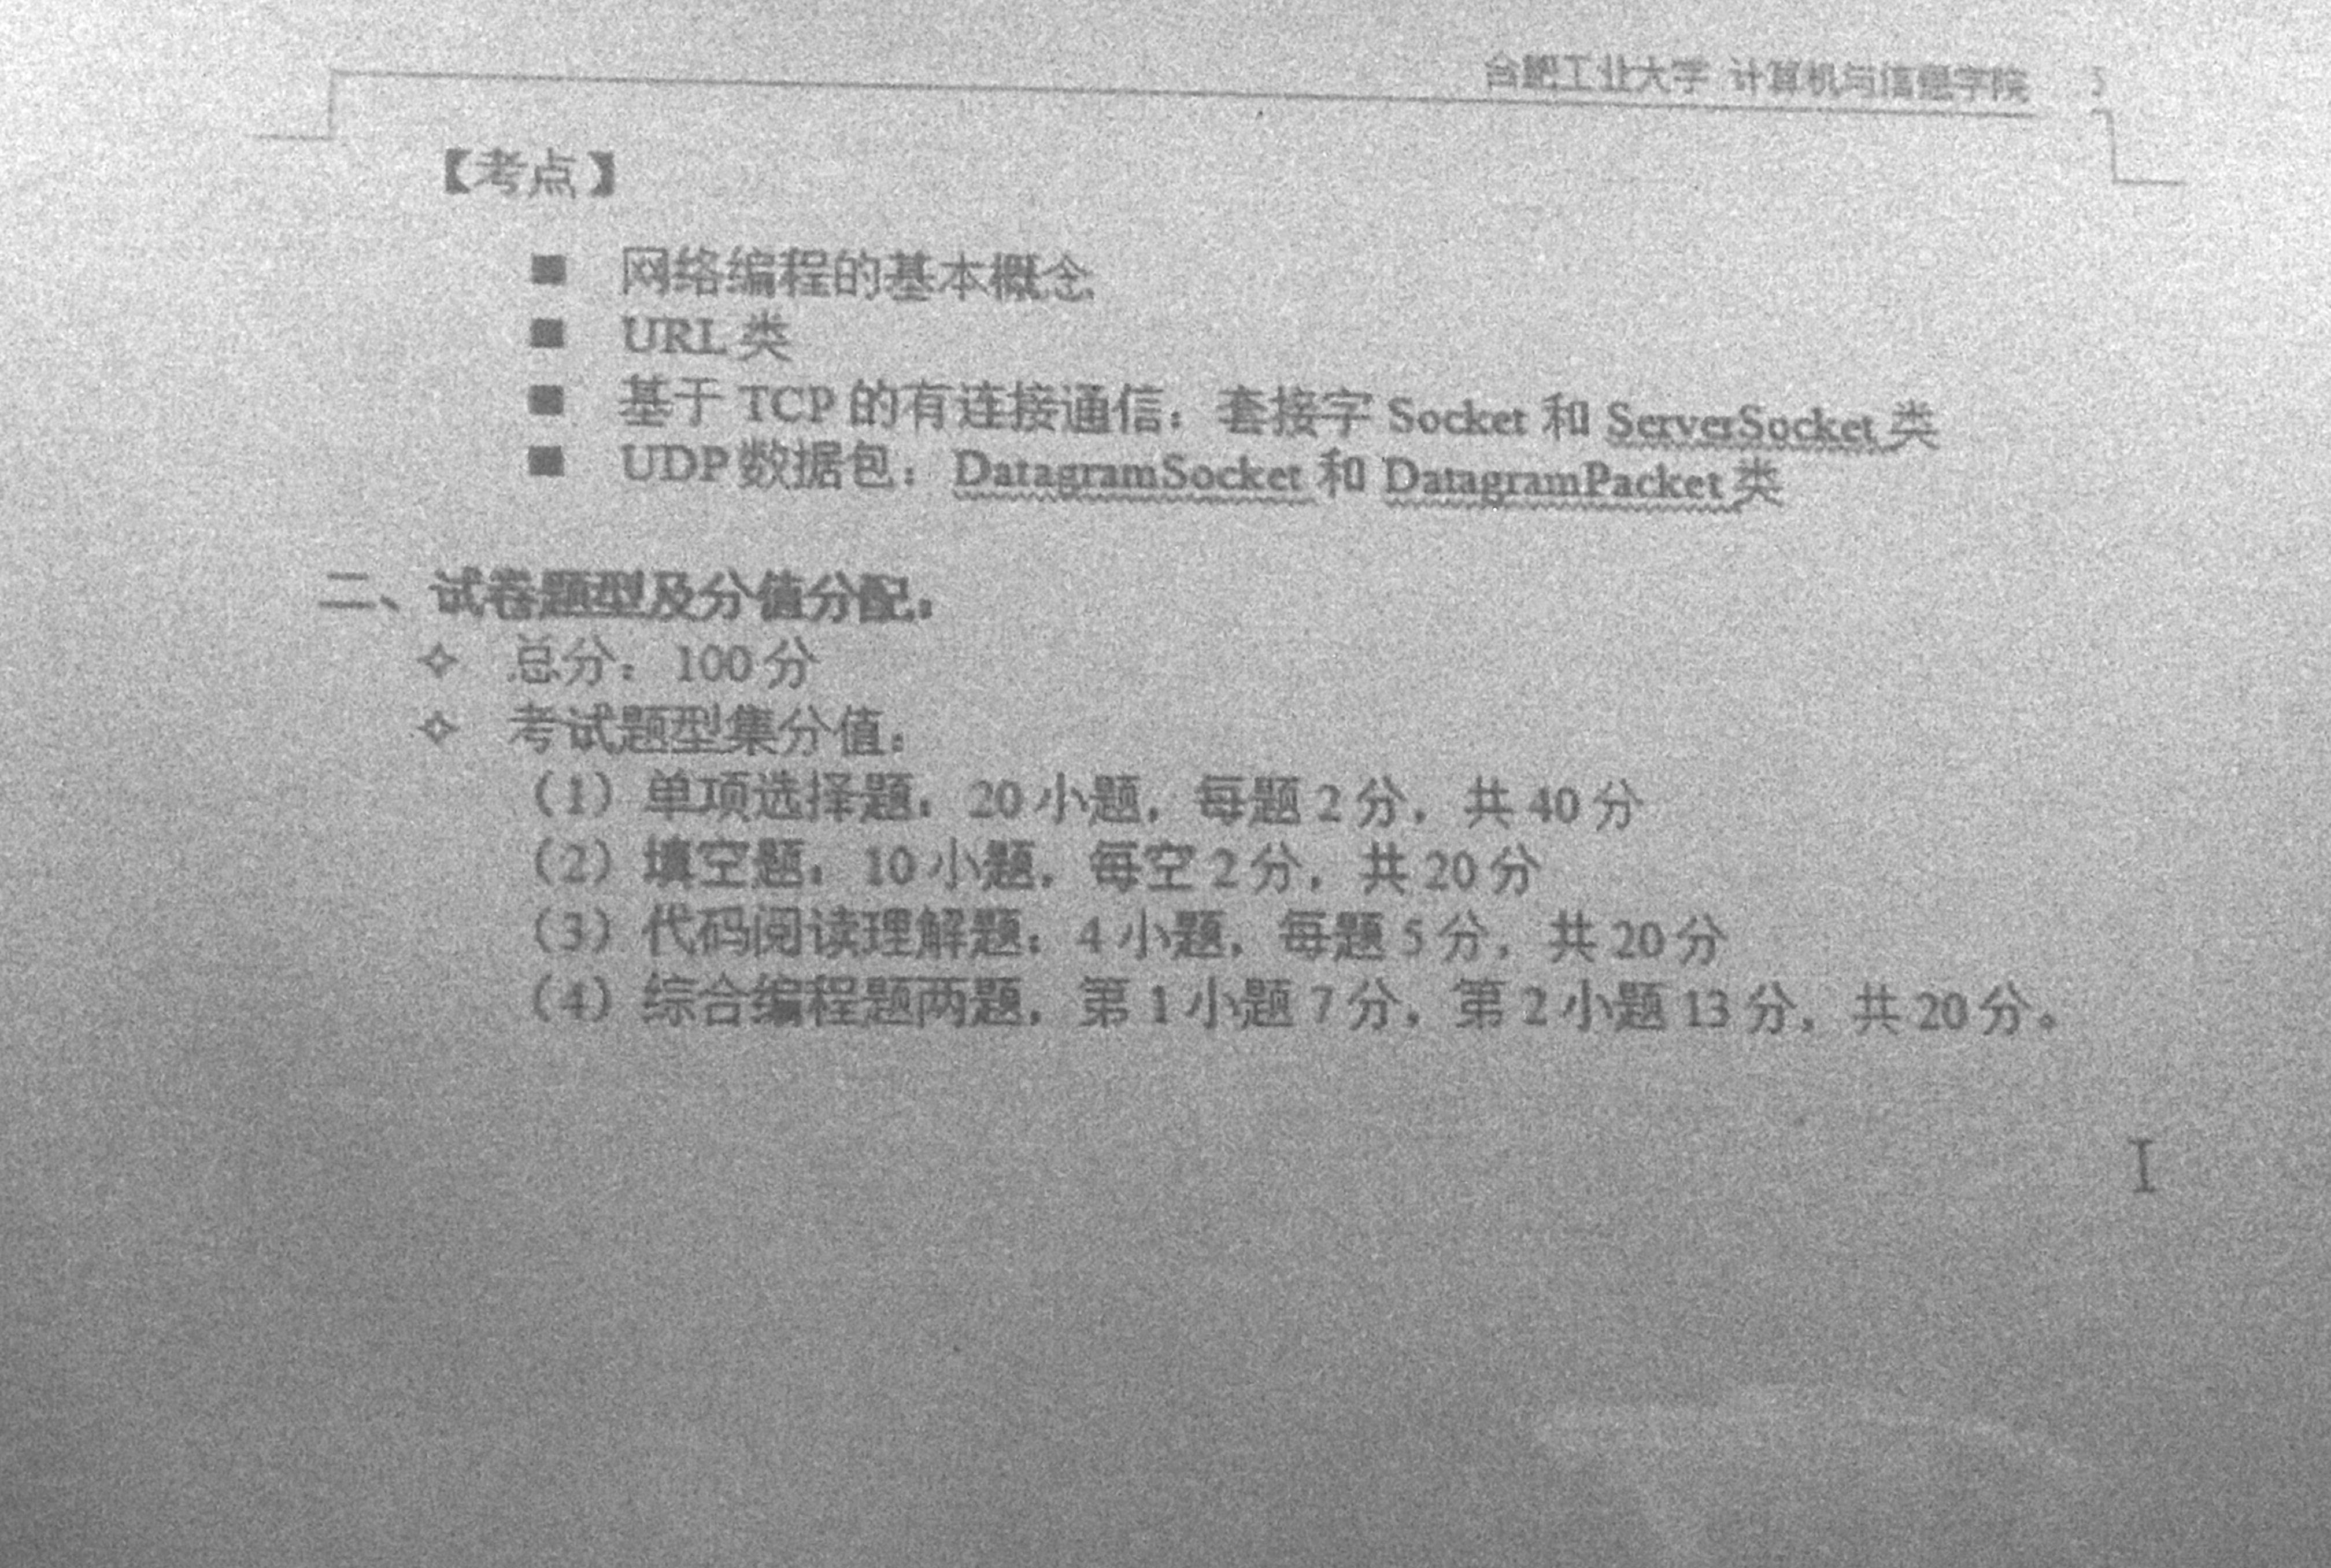 合肥工业大学 计算机与信息学院 5
【考点】
■ 网络编程的基本概念
■ URL 类
■ 基于 TCP 的有连接通信：套接字 Socket 和 ServerSocket 类
■ UDP 数据包：DatagramSocket 和 DatagramPacket 类
二、试卷题型及分值分配：
✧ 总分：100 分
✧ 考试题型集分值：
（1）单项选择题：20 小题，每题 2 分，共 40 分
（2）填空题：10 小题，每空 2 分，共 20 分
（3）代码阅读理解题：4 小题，每题 5 分，共 20 分
（4）综合编程题两题，第 1 小题 7 分，第 2 小题 13 分，共 20 分。